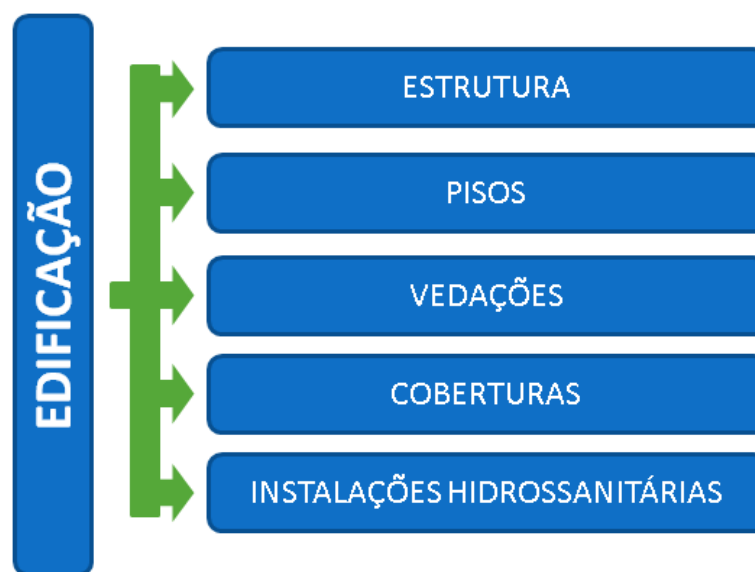 EDIFICAÇÃO
ESTRUTURA
PISOS
VEDAÇÕES
COBERTURAS
INSTALAÇÕES HIDROSSANITÁRIAS